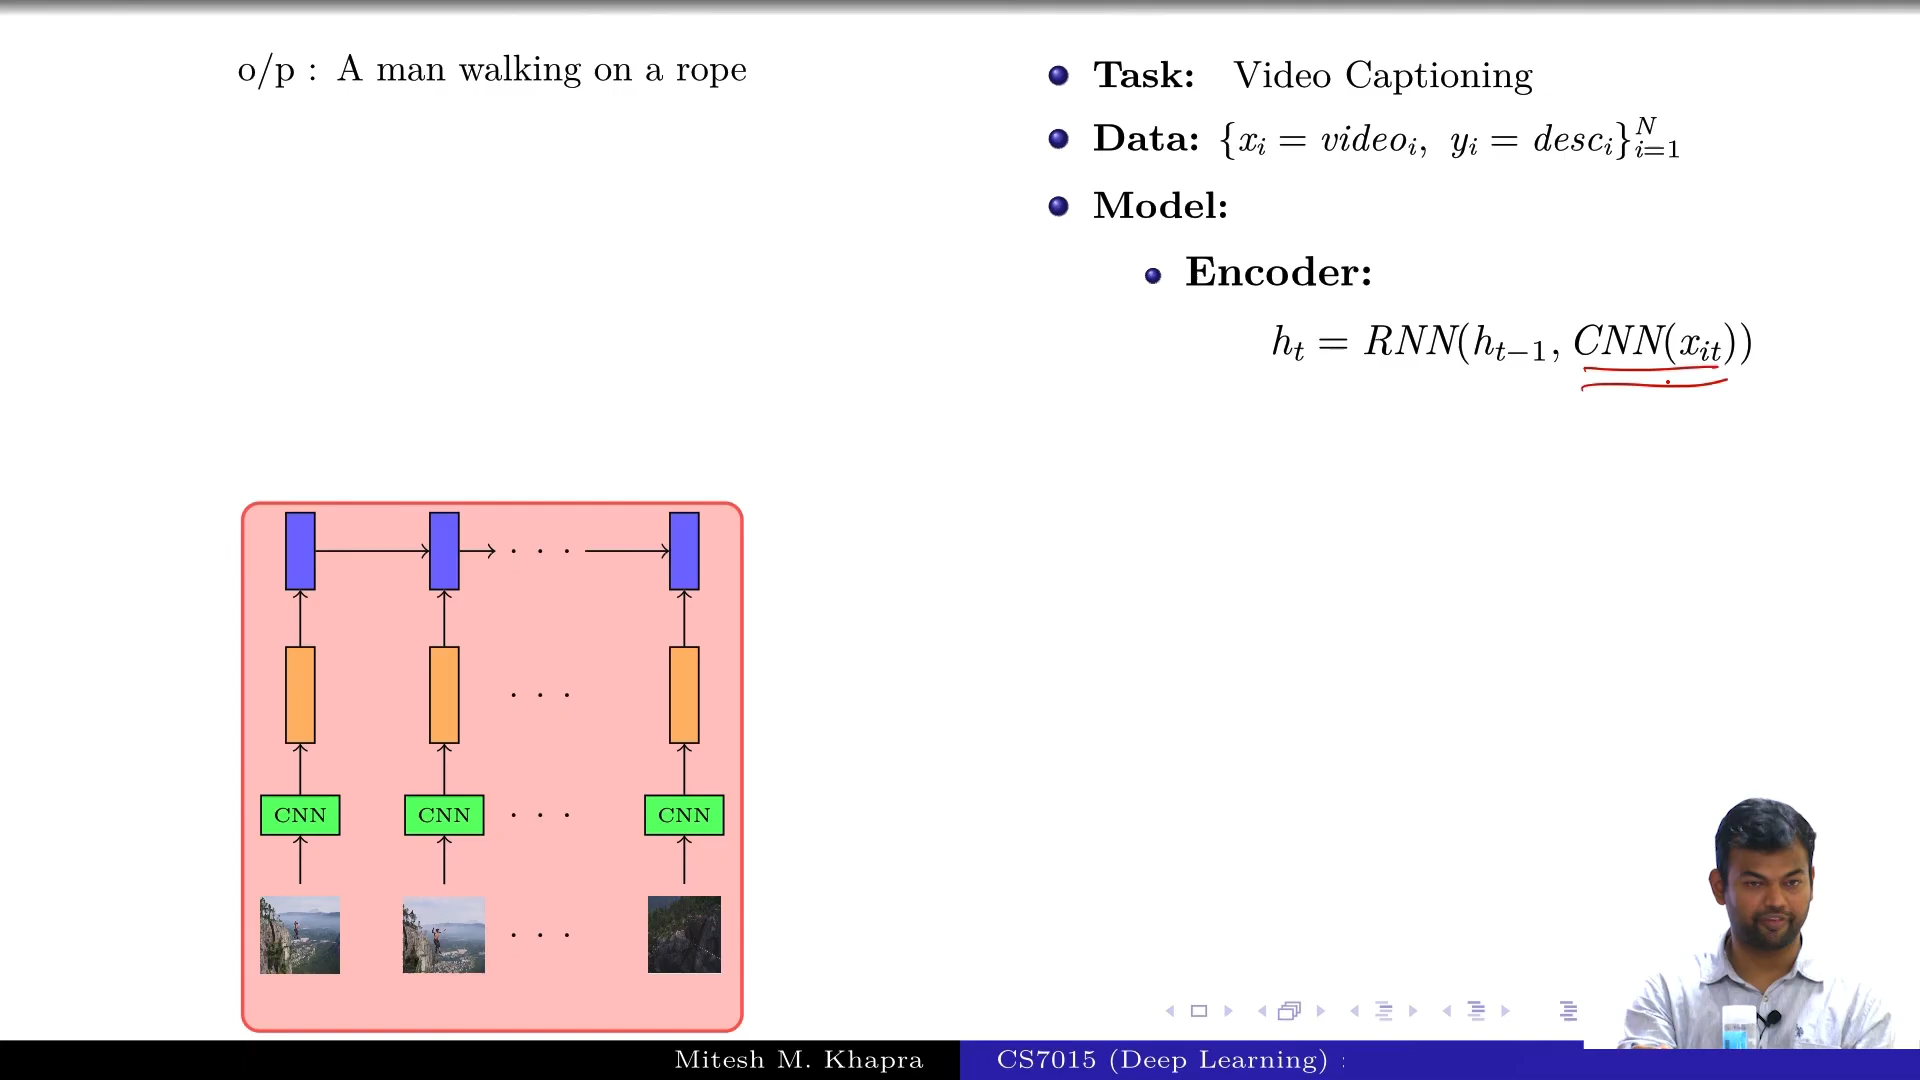 o/p : A man walking on a rope
Task: Video Captioning
Data: {x_i = video_i, y_i = desc_i}_{i=1}^N
Model:
Encoder:
h_t = RNN(h_{t−1}, CNN(x_{it}))
CNN CNN . . . CNN
Mitesh M. Khapra CS7015 (Deep Learning) :